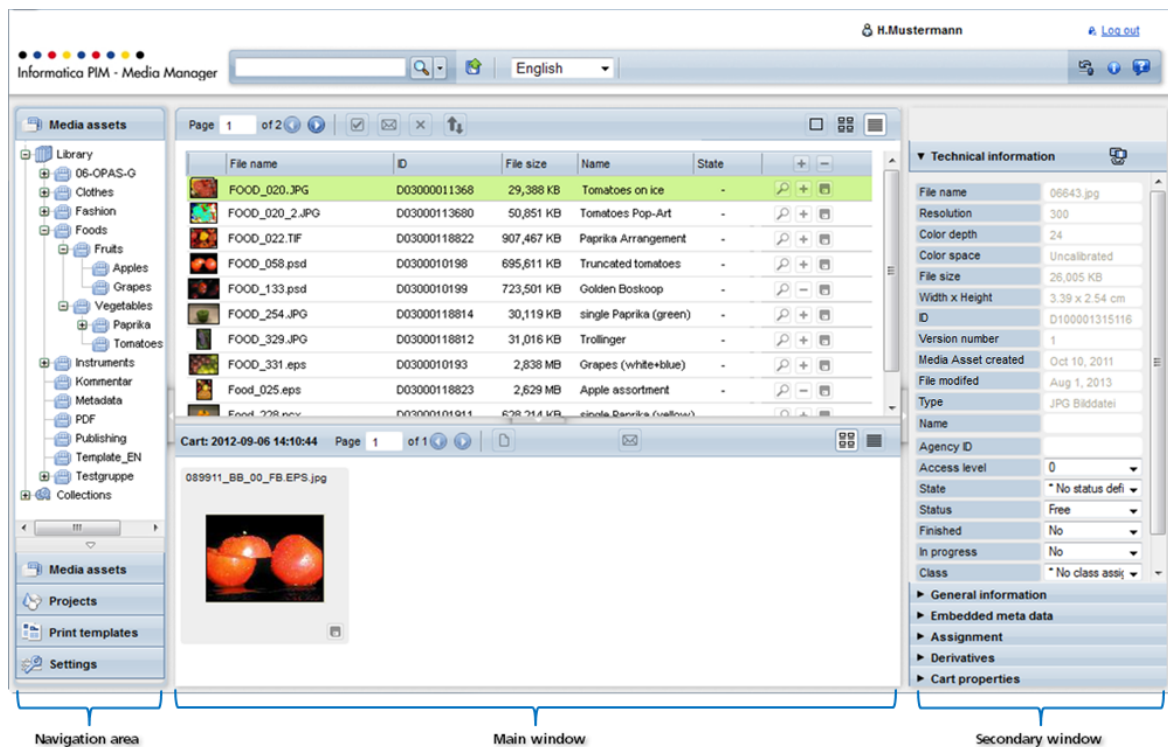 H.Mustermann
Log out
Informatica PIM - Media Manager
English
Media assets
Library
06-OPAS-G
Clothes
Fashion
Foods
Fruits
Apples
Grapes
Vegetables
Paprika
Tomatoes
Instruments
Kommentar
Metadata
PDF
Publishing
Template_EN
Testgruppe
Collections
Media assets
Projects
Print templates
Settings
Page 1 of 2
File name ID File size Name State
FOOD_020.JPG D03000011368 29,388 KB Tomatoes on ice -
FOOD_020_2.JPG D03000113680 50,851 KB Tomatoes Pop-Art -
FOOD_022.TIF D03000118822 907,467 KB Paprika Arrangement -
FOOD_058.psd D0300010198 695,611 KB Truncated tomatoes -
FOOD_133.psd D0300010199 723,501 KB Golden Boskoop -
FOOD_254.JPG D03000118814 30,119 KB single Paprika (green) -
FOOD_329.JPG D03000118812 31,016 KB Trollinger -
FOOD_331.eps D0300010193 2,838 MB Grapes (white+blue) -
Food_025.eps D03000118823 2,629 MB Apple assortment -
Food_228.pcx D03000101911 628,214 KB single Paprika (yellow)
Cart: 2012-09-06 14:10:44 Page 1 of 1
089911_BB_00_FB.EPS.jpg
Technical information
File name 06643.jpg
Resolution 300
Color depth 24
Color space Uncalibrated
File size 26,005 KB
Width x Height 3.39 x 2.54 cm
ID D100001315116
Version number 1
Media Asset created Oct 10, 2011
File modifed Aug 1, 2013
Type JPG Bilddatei
Name
Agency ID
Access level 0
State * No status defi
Status Free
Finished No
In progress No
Class * No class assig
General information
Embedded meta data
Assignment
Derivatives
Cart properties
Navigation area
Main window
Secondary window